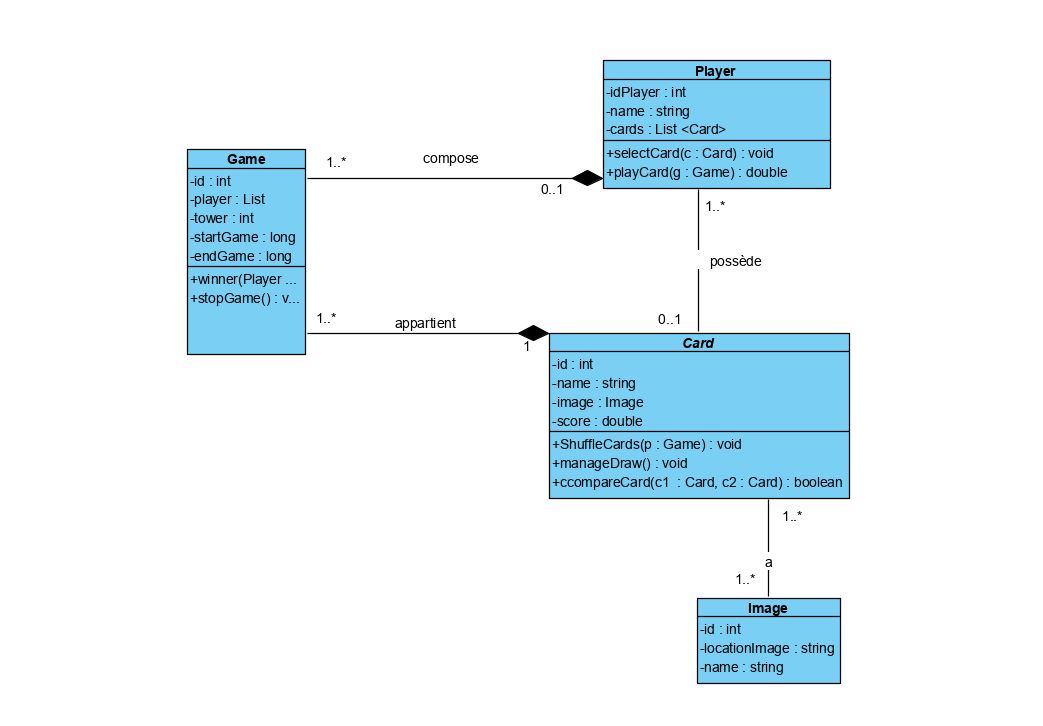 Player
-idPlayer : int
-name : string
-cards : List <Card>
+selectCard(c : Card) : void
+playCard(g : Game) : double
1..*
compose
0..1
Game
-id : int
-player : List
-tower : int
-startGame : long
-endGame : long
+winner(Player ...
+stopGame() : v...
1..*
possède
0..1
1..*
appartient
1
Card
-id : int
-name : string
-image : Image
-score : double
+ShuffleCards(p : Game) : void
+manageDraw() : void
+ccompareCard(c1 : Card, c2 : Card) : boolean
1..*
a
1..*
Image
-id : int
-locationImage : string
-name : string